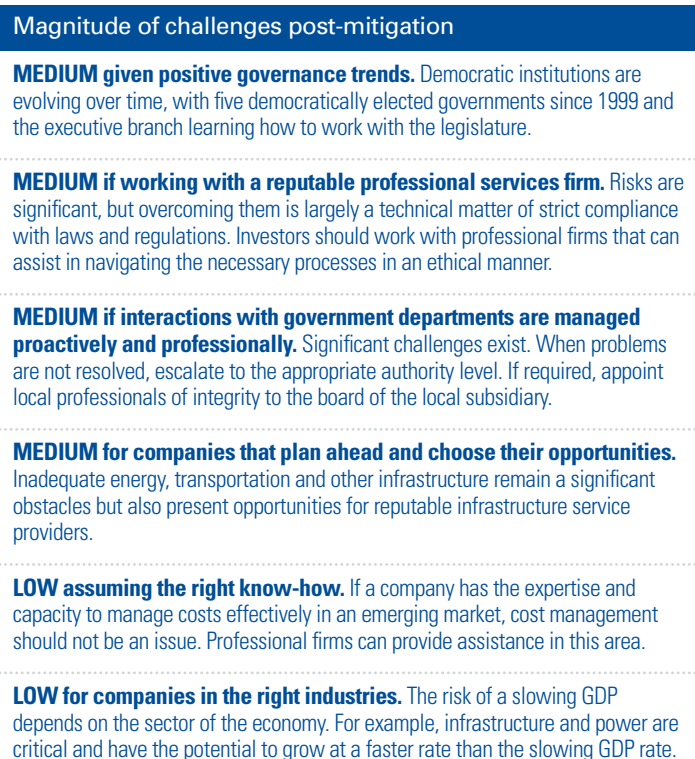 Magnitude of challenges post-mitigation
MEDIUM given positive governance trends. Democratic institutions are
evolving over time, with five democratically elected governments since 1999 and
the executive branch learning how to work with the legislature.
MEDIUM if working with a reputable professional services firm. Risks are
significant, but overcoming them is largely a technical matter of strict compliance
with laws and regulations. Investors should work with professional firms that can
assist in navigating the necessary processes in an ethical manner.
MEDIUM if interactions with government departments are managed
proactively and professionally. Significant challenges exist. When problems
are not resolved, escalate to the appropriate authority level. If required, appoint
local professionals of integrity to the board of the local subsidiary.
MEDIUM for companies that plan ahead and choose their opportunities.
Inadequate energy, transportation and other infrastructure remain a significant
obstacles but also present opportunities for reputable infrastructure service
providers.
LOW assuming the right know-how. If a company has the expertise and
capacity to manage costs effectively in an emerging market, cost management
should not be an issue. Professional firms can provide assistance in this area.
LOW for companies in the right industries. The risk of a slowing GDP
depends on the sector of the economy. For example, infrastructure and power are
critical and have the potential to grow at a faster rate than the slowing GDP rate.